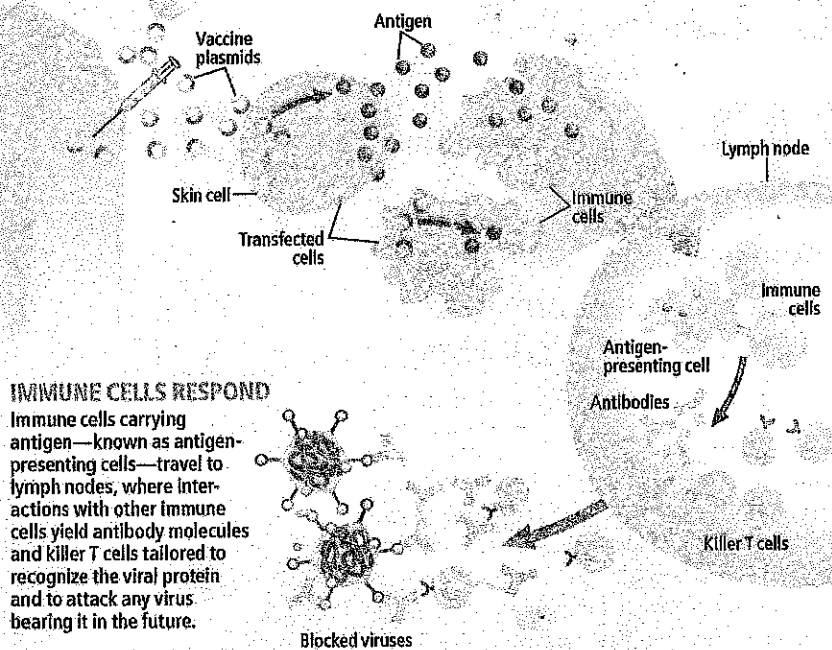 Antigen
Vaccine
plasmids
Lymph node
Skin cell
Immune
cells
Transfected
cells
Immune
cells
Antigen-
presenting cell
Antibodies
IMMUNE CELLS RESPOND
Immune cells carrying
antigen—known as antigen-
presenting cells—travel to
lymph nodes, where inter-
actions with other immune
cells yield antibody molecules
and killer T cells tailored to
recognize the viral protein
and to attack any virus
bearing it in the future.
Killer T cells
Blocked viruses